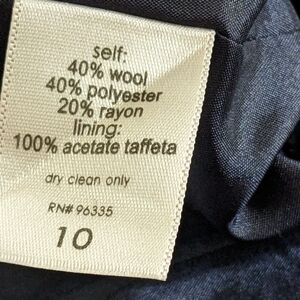 self:
40% wool
40% polyester
20% rayon
lining:
100% acetate taffeta
dry clean only
RN# 96335
10